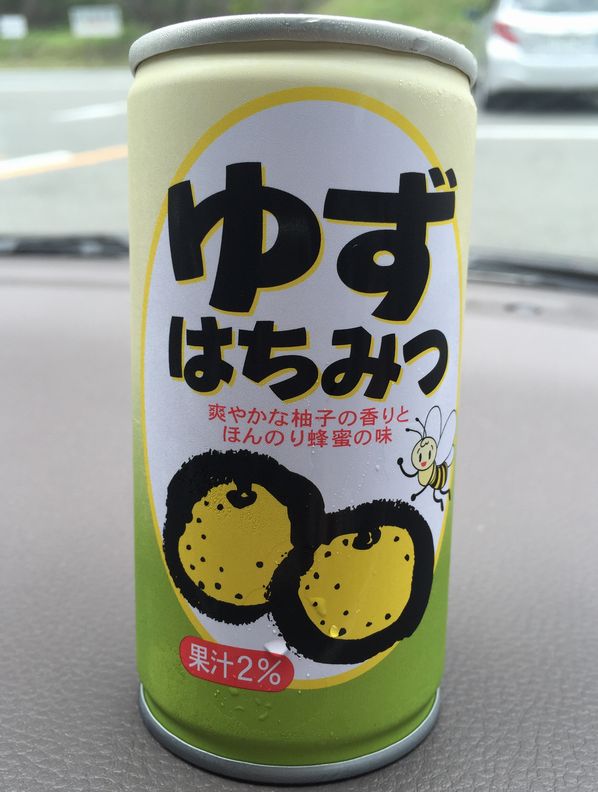 ゆず
はちみつ
爽やかな柚子の香りと
ほんのり蜂蜜の味
果汁2%